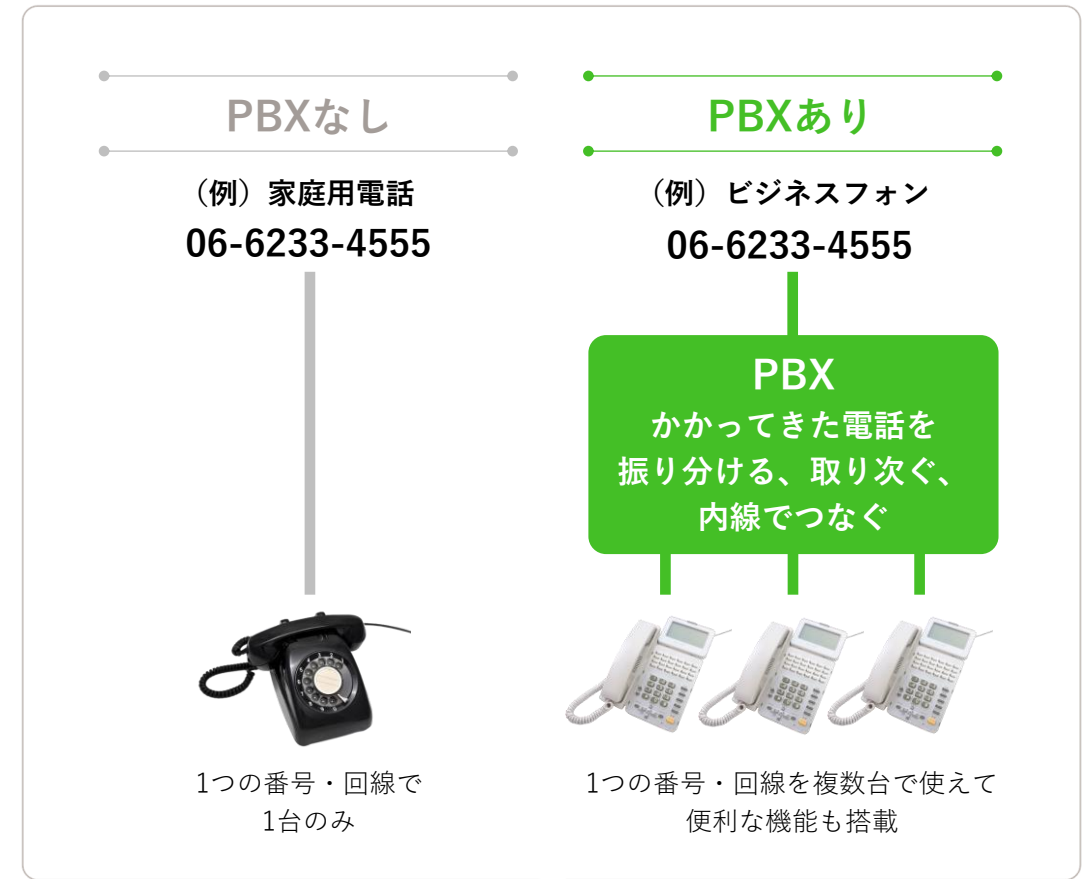 PBXなし
（例）家庭用電話
06-6233-4555
1つの番号・回線で
1台のみ
PBXあり
（例）ビジネスフォン
06-6233-4555
PBX
かかってきた電話を
振り分ける、取り次ぐ、
内線でつなぐ
1つの番号・回線を複数台で使えて
便利な機能も搭載